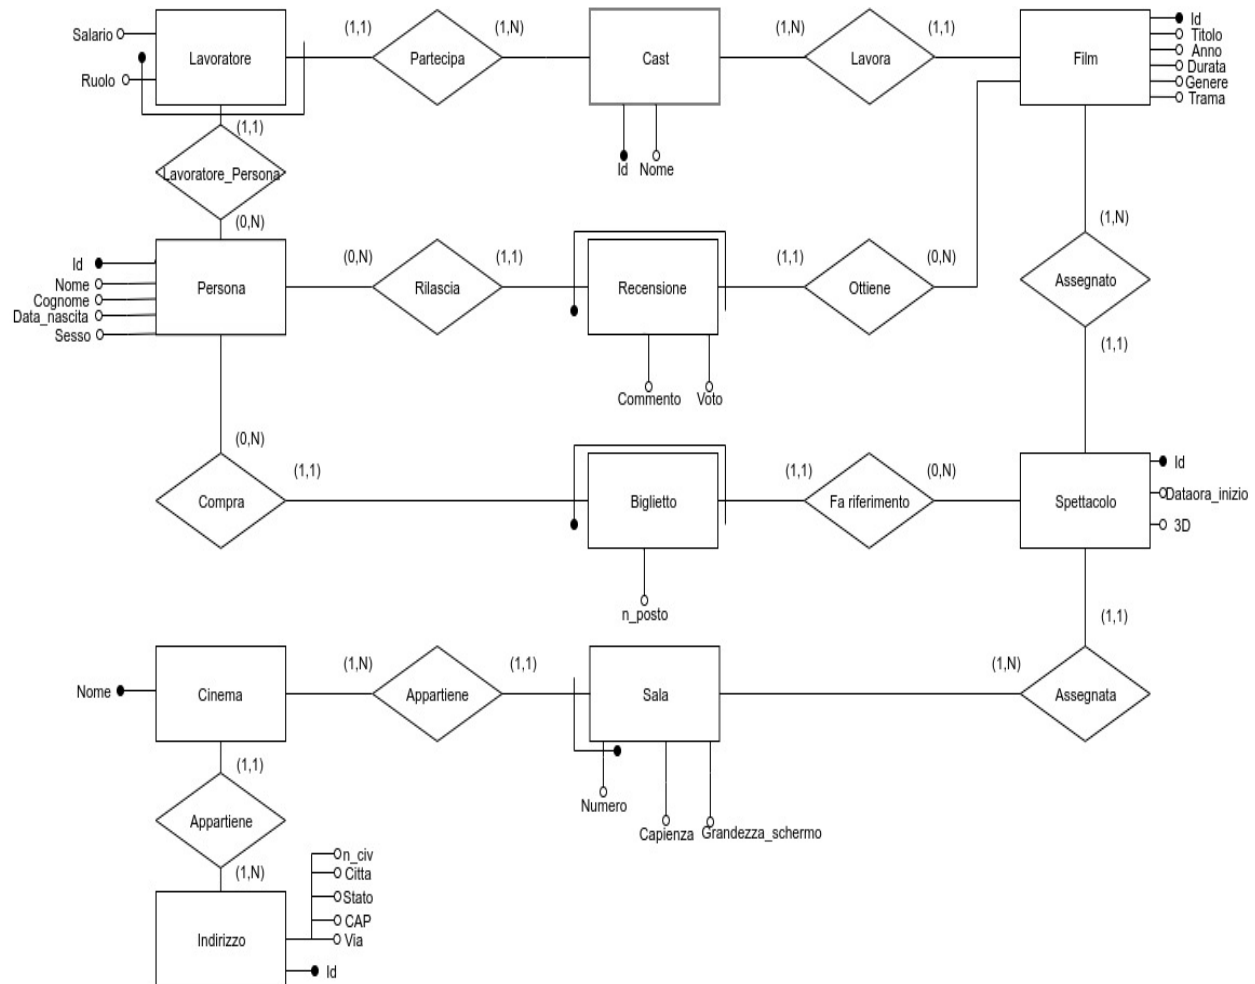 Salario
Ruolo
Lavoratore
(1,1)
Partecipa
(1,N)
Cast
(1,N)
Lavora
(1,1)
Film
Id
Titolo
Anno
Durata
Genere
Trama
Id
Nome
(1,1)
Lavoratore_Persona
(0,N)
Id
Nome
Cognome
Data_nascita
Sesso
Persona
(0,N)
Rilascia
(1,1)
Recensione
(1,1)
Ottiene
(0,N)
Commento
Voto
(1,N)
Assegnato
(1,1)
(0,N)
Compra
(1,1)
Biglietto
(1,1)
Fa riferimento
(0,N)
Spettacolo
Id
Dataora_inizio
3D
n_posto
Nome
Cinema
(1,N)
Appartiene
(1,1)
Sala
(1,N)
Assegnata
(1,1)
Numero
Capienza
Grandezza_schermo
(1,1)
Appartiene
(1,N)
Indirizzo
n_civ
Citta
Stato
CAP
Via
Id